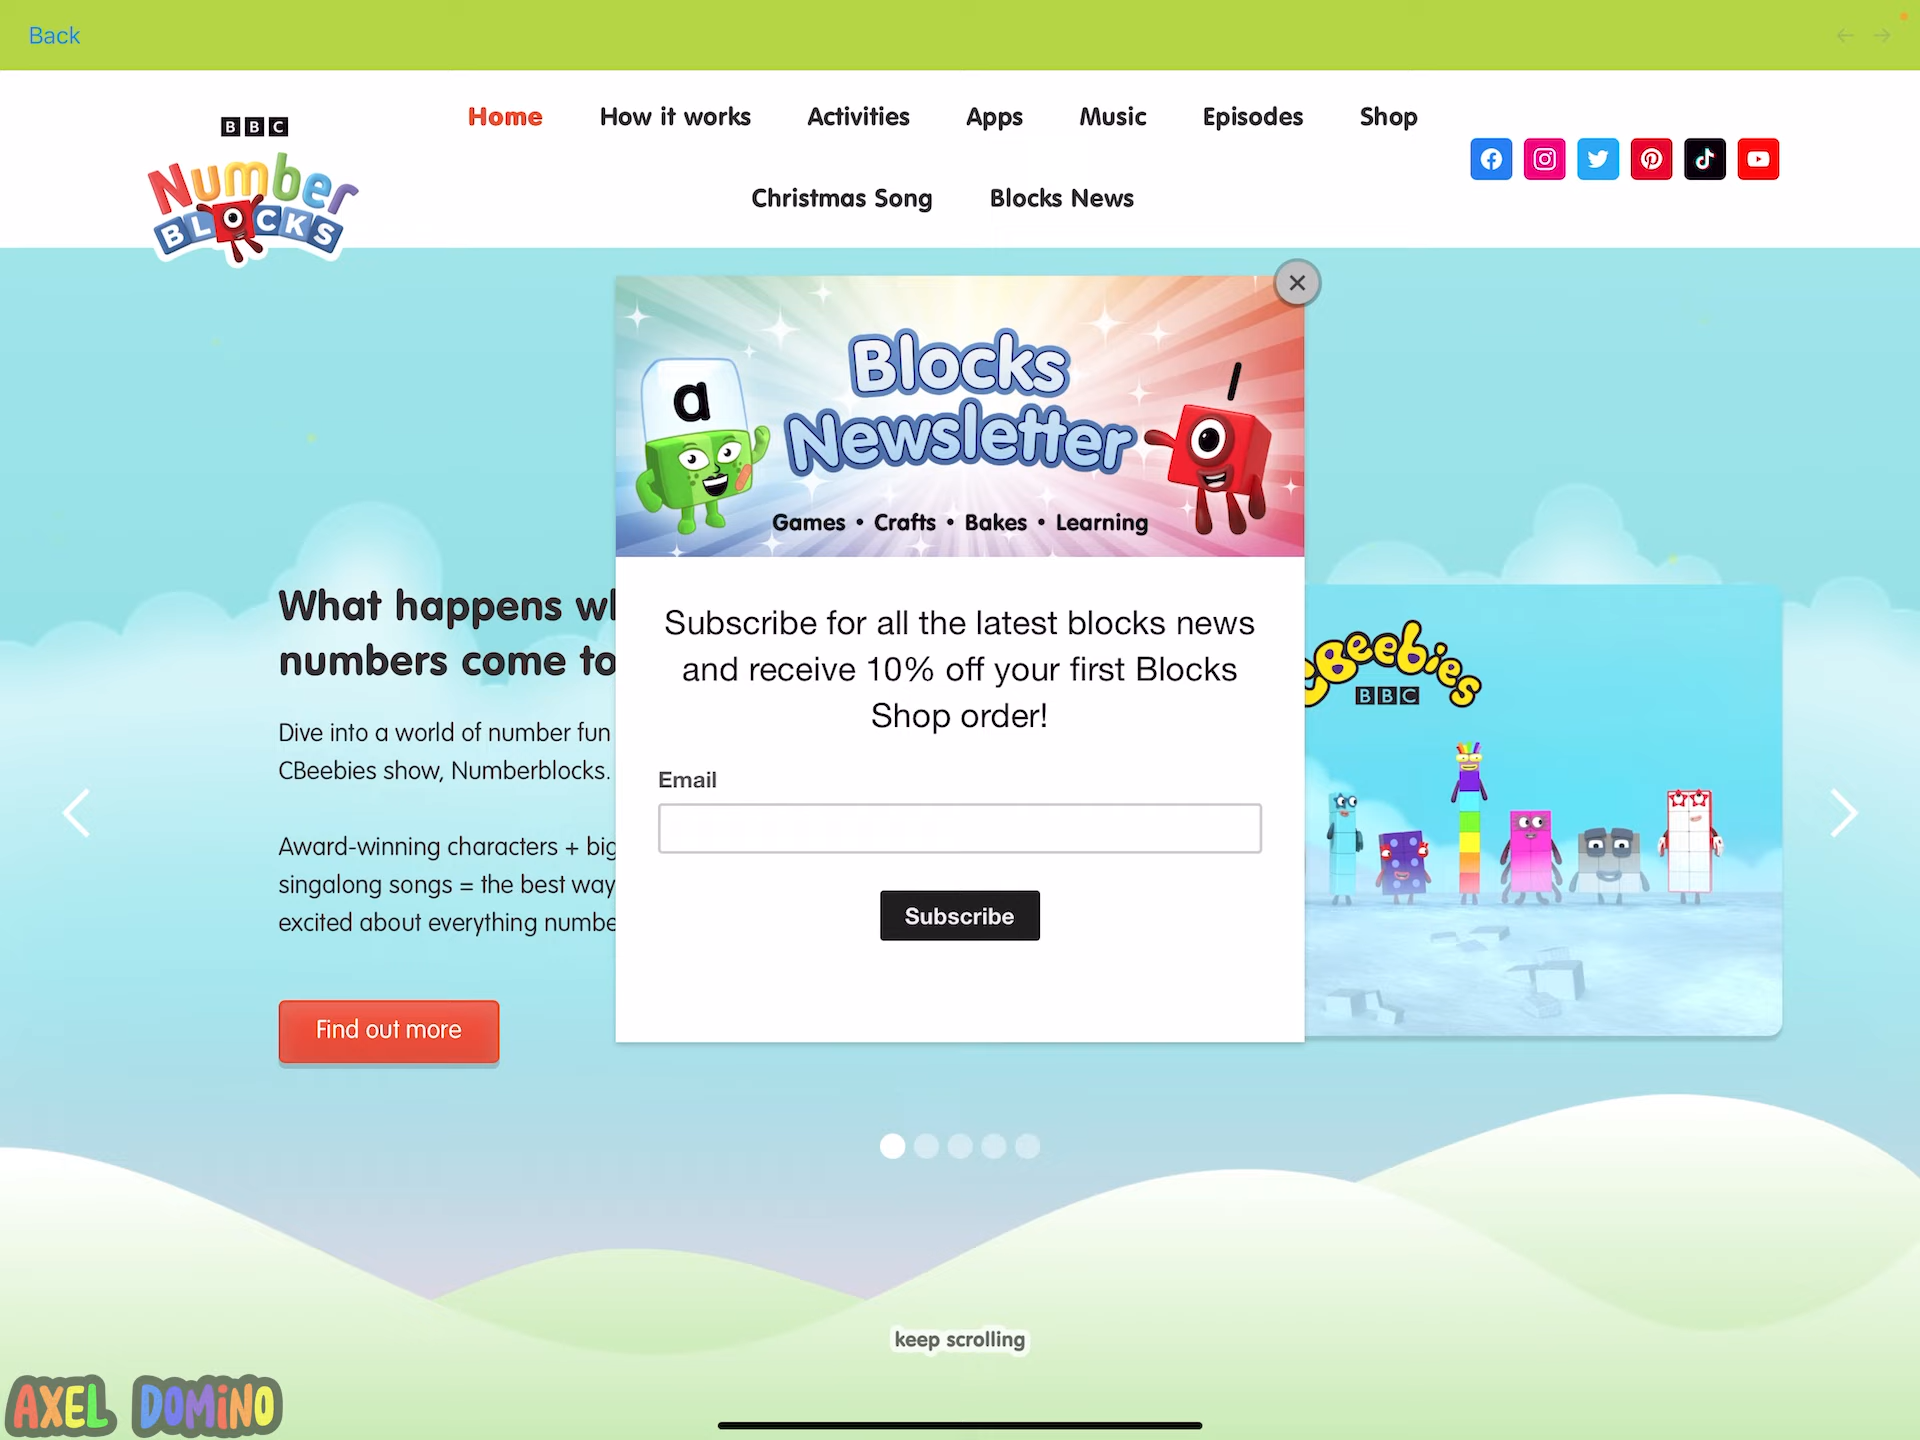 Back
Home
How it works
Activities
Apps
Music
Episodes
Shop
Christmas Song
Blocks News
BBC
Number
BLOCKS
Blocks
Newsletter
a
1
Games • Crafts • Bakes • Learning
Subscribe for all the latest blocks news
and receive 10% off your first Blocks
Shop order!
Email
Subscribe
What happens
numbers come to
Dive into a world of number fun
CBeebies show, Numberblocks.
Award-winning characters + big
singalong songs = the best way
excited about everything
Find out more
BBC
keep scrolling
AXEL DOMiNO